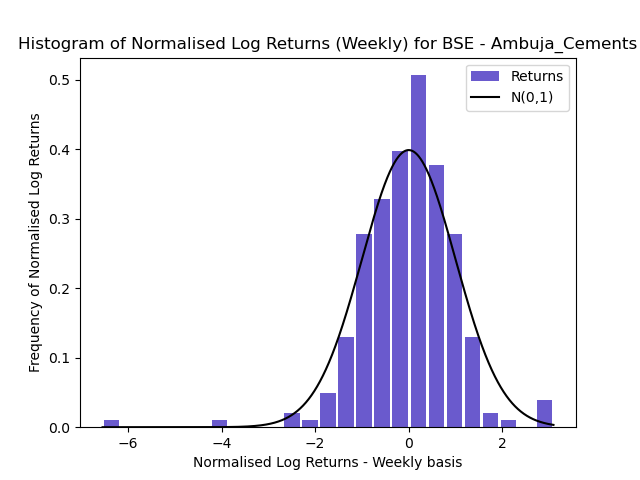 Histogram of Normalised Log Returns (Weekly) for BSE - Ambuja_Cements
Returns
N(0,1)
Frequency of Normalised Log Returns
0.5
0.4
0.3
0.2
0.1
0.0
−6 −4 −2 0 2
Normalised Log Returns - Weekly basis